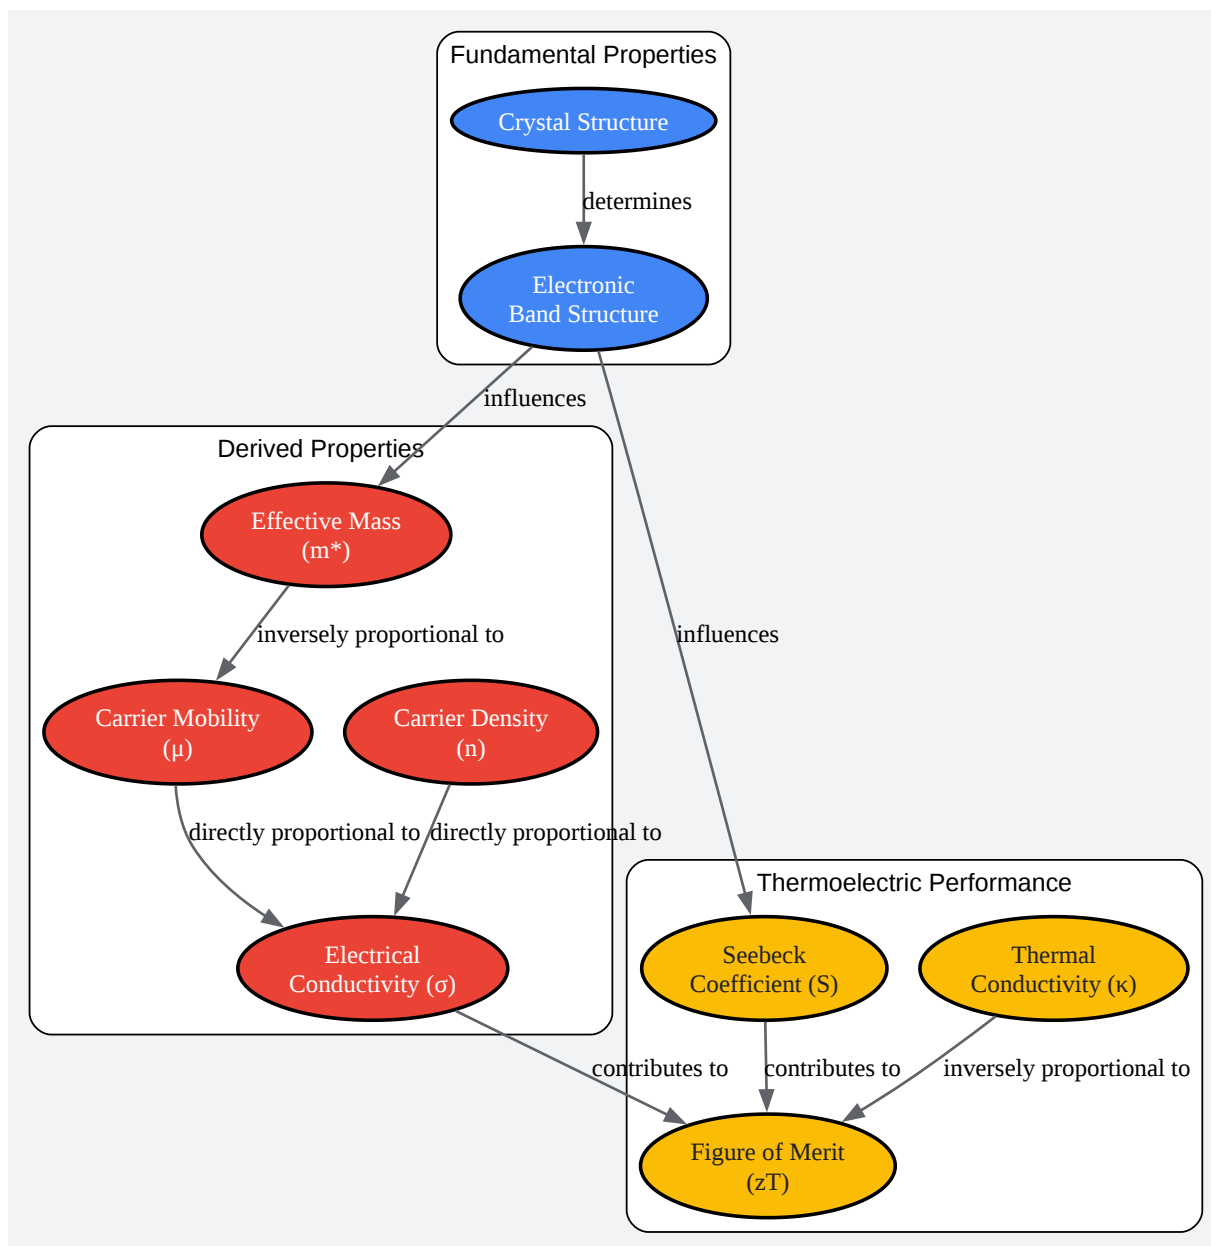 Fundamental Properties
Crystal Structure
determines
Electronic
Band Structure
influences
Derived Properties
Effective Mass
(m*)
inversely proportional to
influences
Carrier Mobility
(μ)
Carrier Density
(n)
directly proportional to
directly proportional to
Thermoelectric Performance
Electrical
Conductivity (σ)
Seebeck
Coefficient (S)
Thermal
Conductivity (κ)
contributes to
contributes to
inversely proportional to
Figure of Merit
(zT)